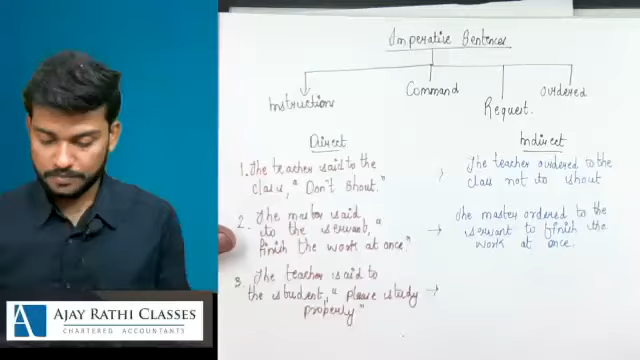 Imperative Sentences
Instruction
Command
Request.
Ordered
Direct
Indirect
1. The teacher said to the
class, "Don't Shout."
The teacher ordered to the
class not to shout
2. The master said
to the servant, "
finish the work at once"
The master ordered to the
servant to finish the
work at once.
3. The teacher is said to
the student, "Please study
properly"
AJAY RATHI CLASSES
CHARTERED ACCOUNTANTS